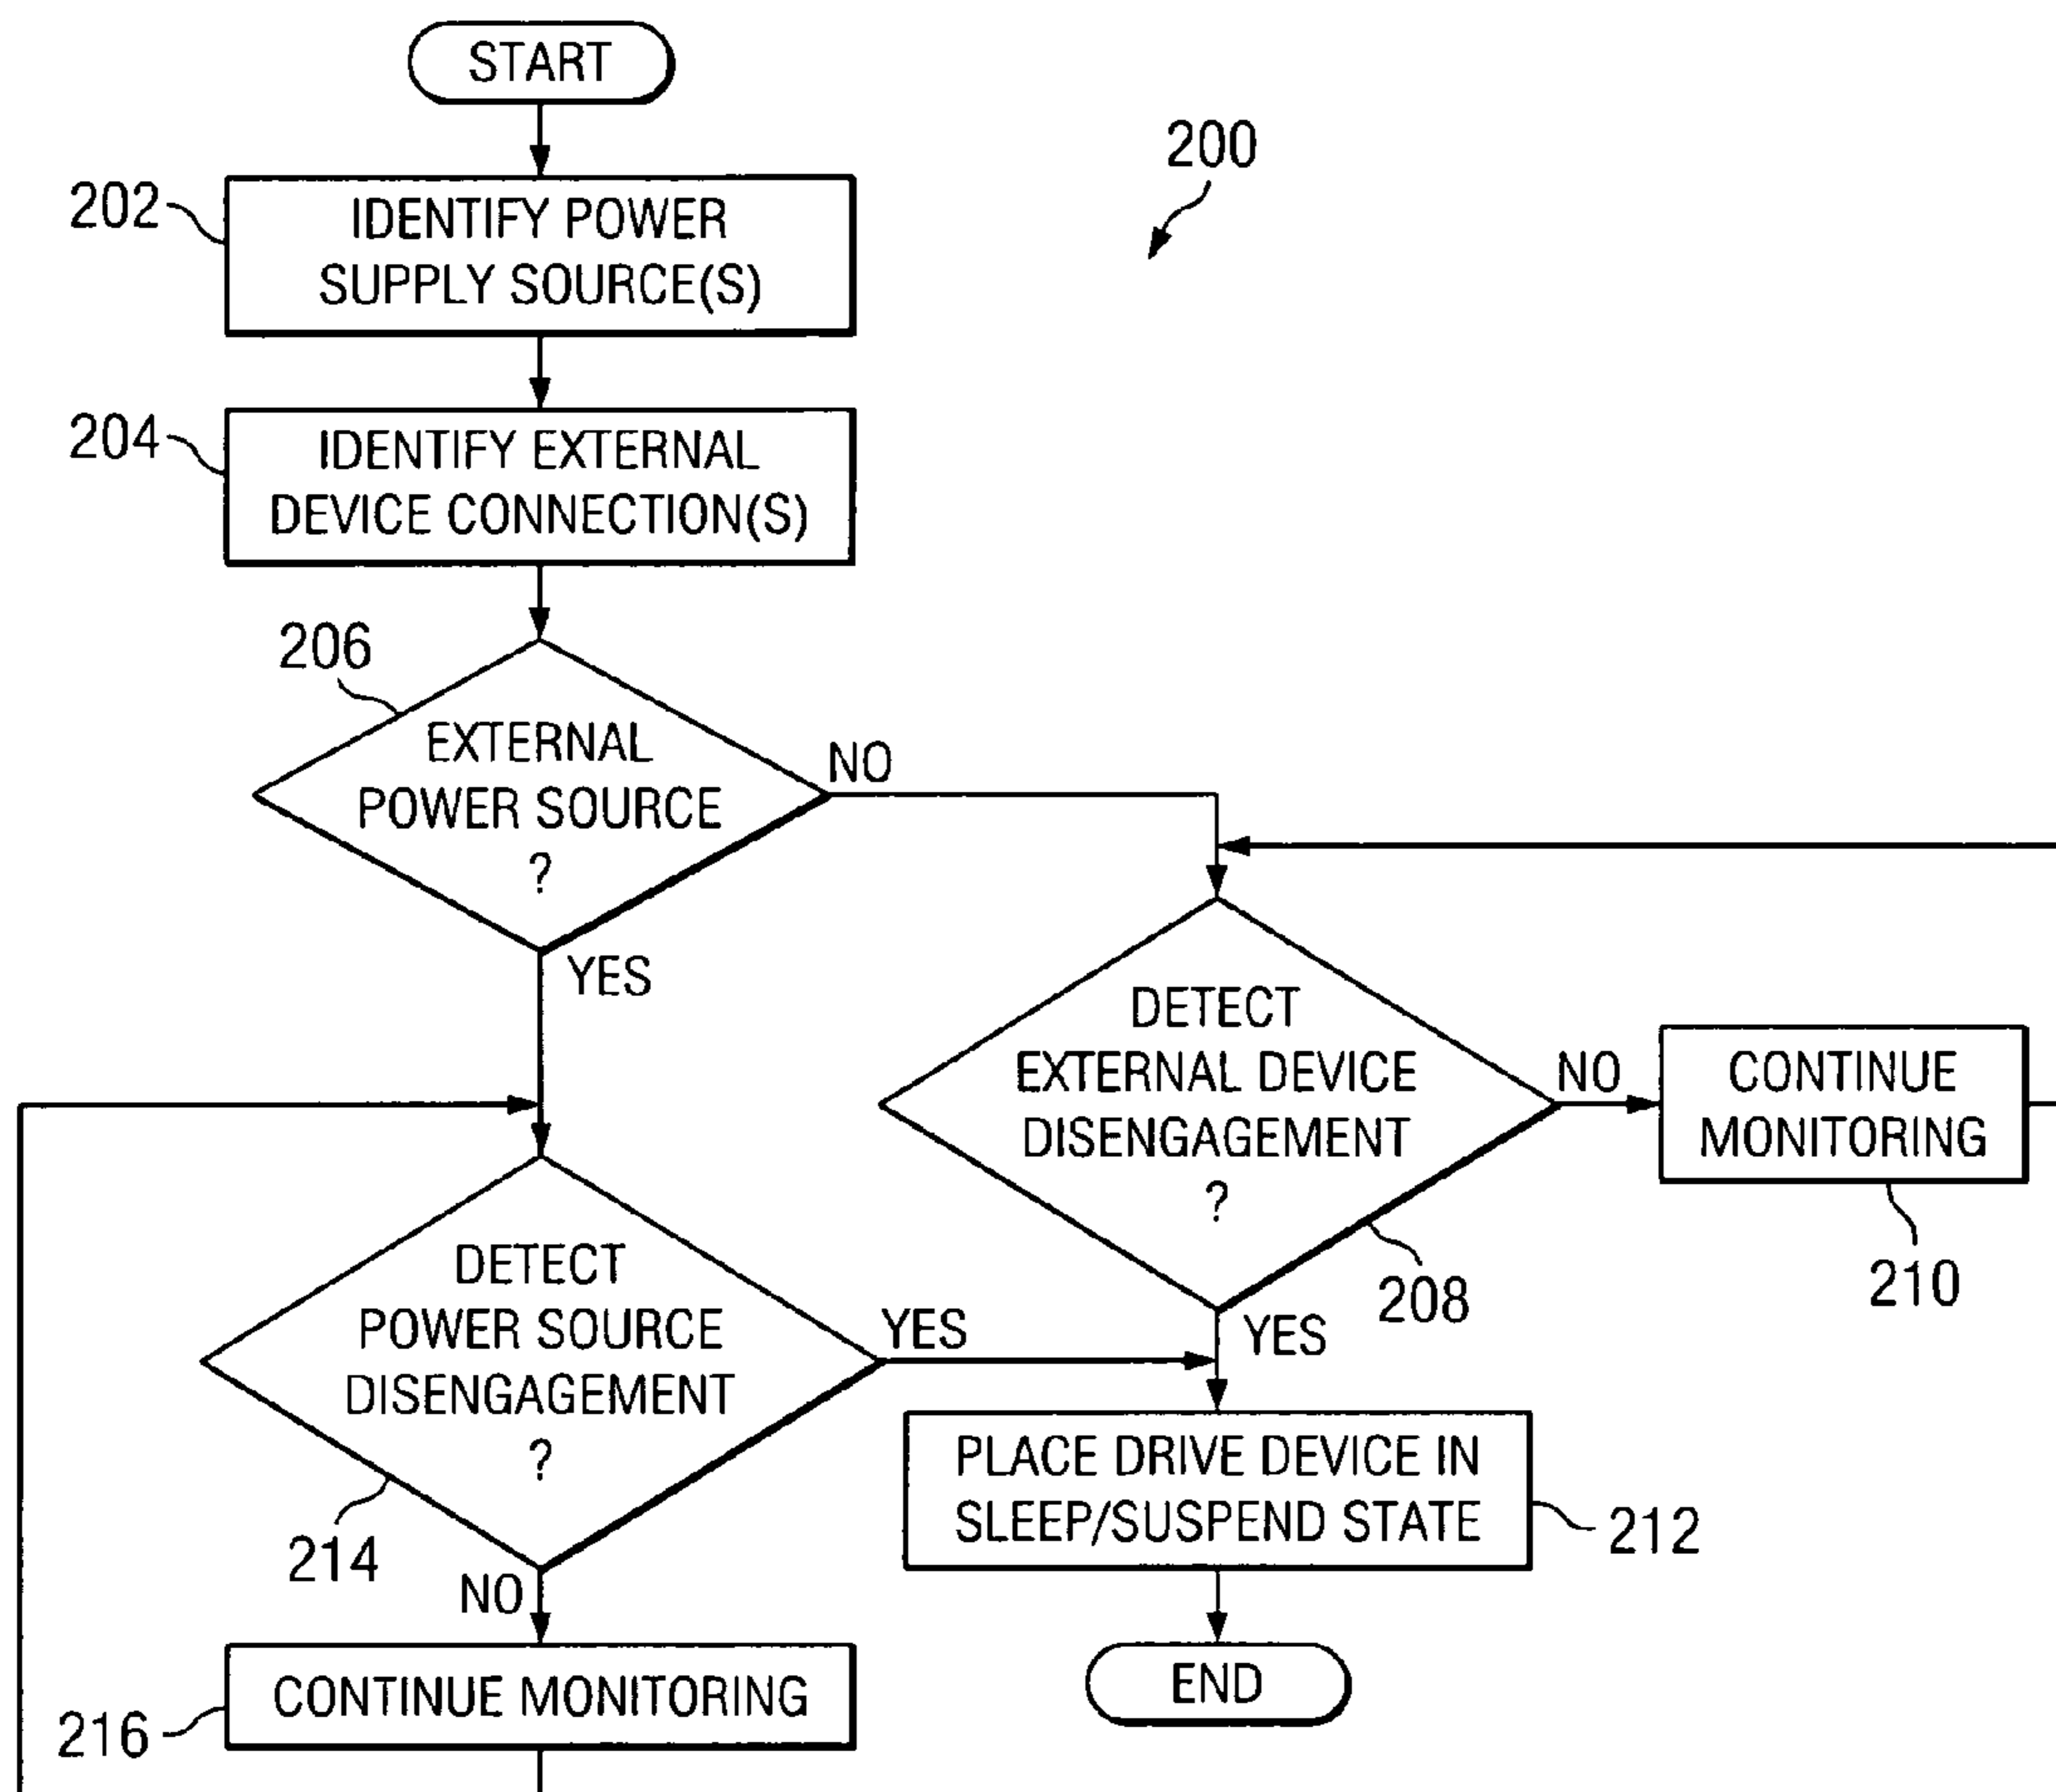 START
200
202
IDENTIFY POWER
SUPPLY SOURCE(S)
204
IDENTIFY EXTERNAL
DEVICE CONNECTION(S)
206
EXTERNAL
POWER SOURCE
?
NO
YES
DETECT
EXTERNAL DEVICE
DISENGAGEMENT
?
NO
CONTINUE
MONITORING
210
208
YES
DETECT
POWER SOURCE
DISENGAGEMENT
?
YES
214
NO
PLACE DRIVE DEVICE IN
SLEEP/SUSPEND STATE
212
CONTINUE MONITORING
216
END